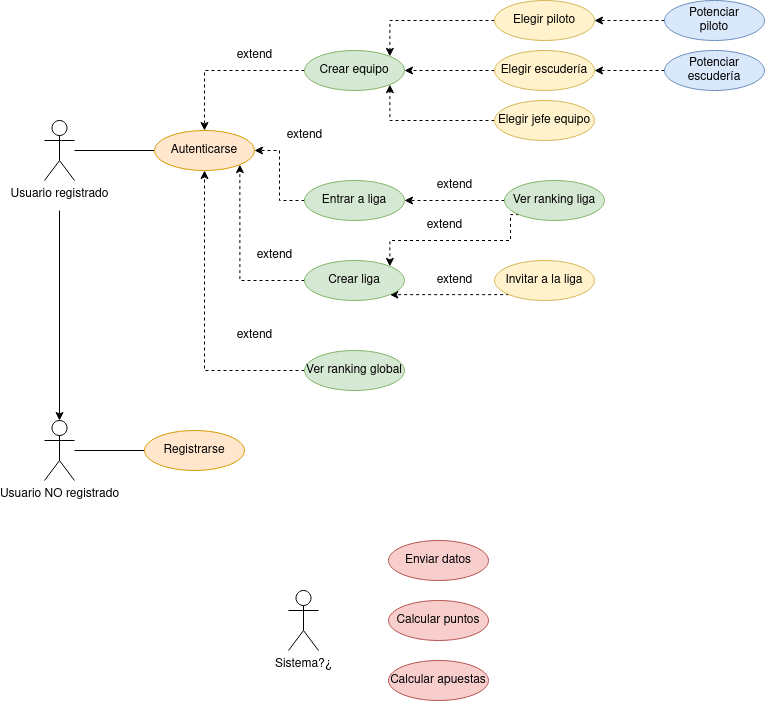 Elegir piloto
Potenciar
piloto
extend
Crear equipo
Elegir escudería
Potenciar
escudería
Elegir jefe equipo
extend
Autenticarse
Usuario registrado
extend
Entrar a liga
Ver ranking liga
extend
extend
Crear liga
extend
Invitar a la liga
extend
Ver ranking global
Registrarse
Usuario NO registrado
Enviar datos
Calcular puntos
Sistema?¿
Calcular apuestas